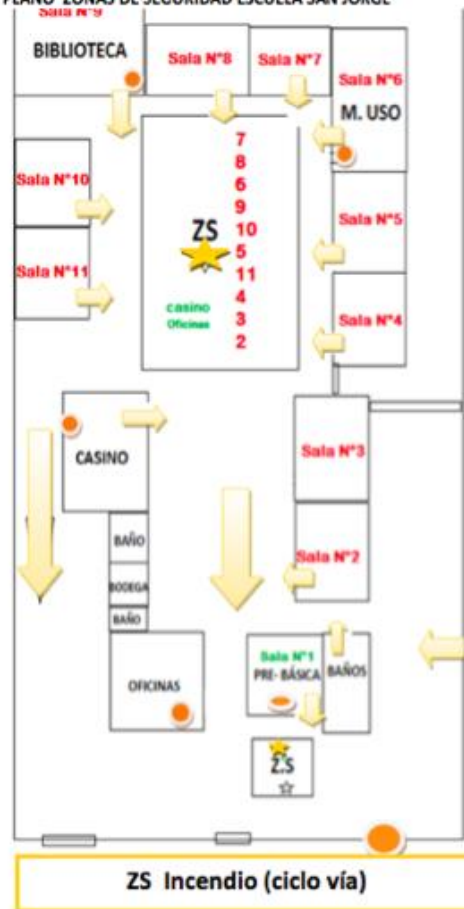 PLANO ZONAS DE SEGURIDAD ESCUELA SAN JORGE
Sala N°9
BIBLIOTECA
Sala N°8
Sala N°7
Sala N°6
M. USO
Sala N°10
Sala N°11
7
8
6
9
ZS 10
5
11
casino 4
Oficinas 3
2
Sala N°5
Sala N°4
CASINO
Sala N°3
BAÑO
BODEGA
BAÑO
Sala N°2
OFICINAS
Sala N°1
PRE- BÁSICA
BAÑOS
Z.S
ZS Incendio (ciclo vía)